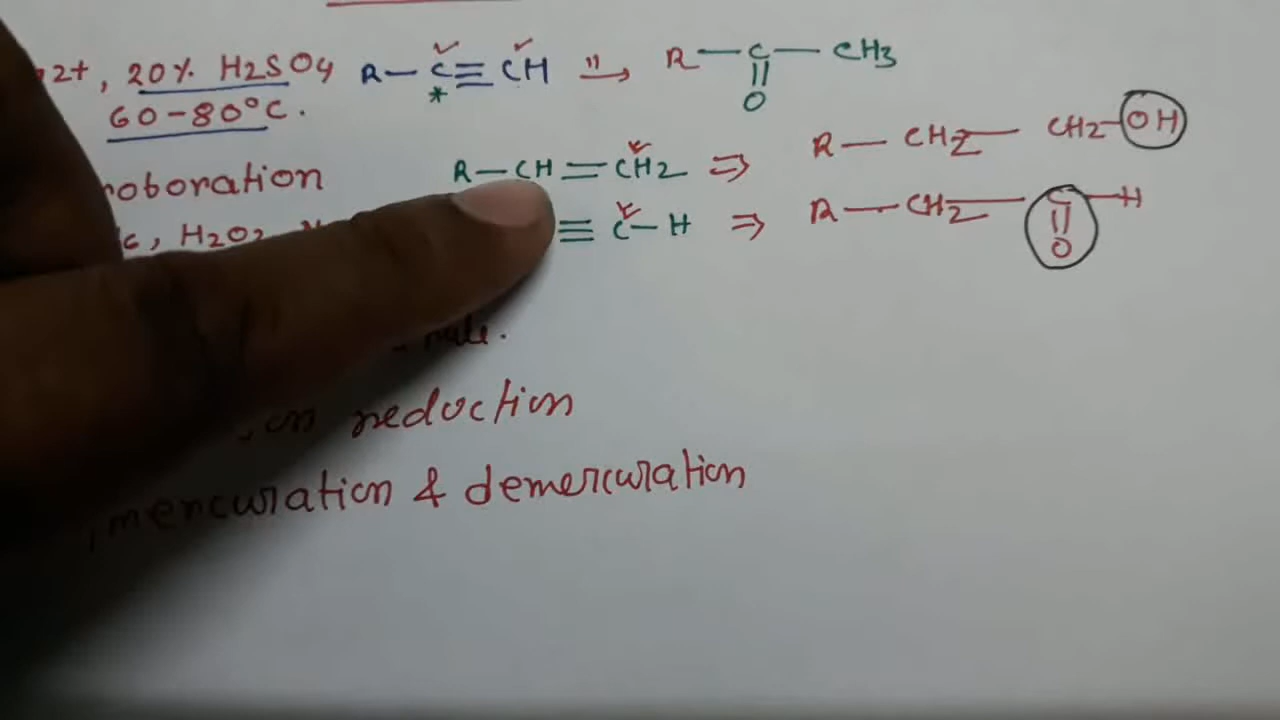 2+, 20% H2SO4 R—C≡CH "→ R—C—CH3
* || O
60-80°C.
roboration R—CH=CH2 ⇒ R—CH2—CH2—OH
c, H2O2, ≡C—H ⇒ R—CH2—C—H
|| O
rule.
on reduction
mercuration & demercuration